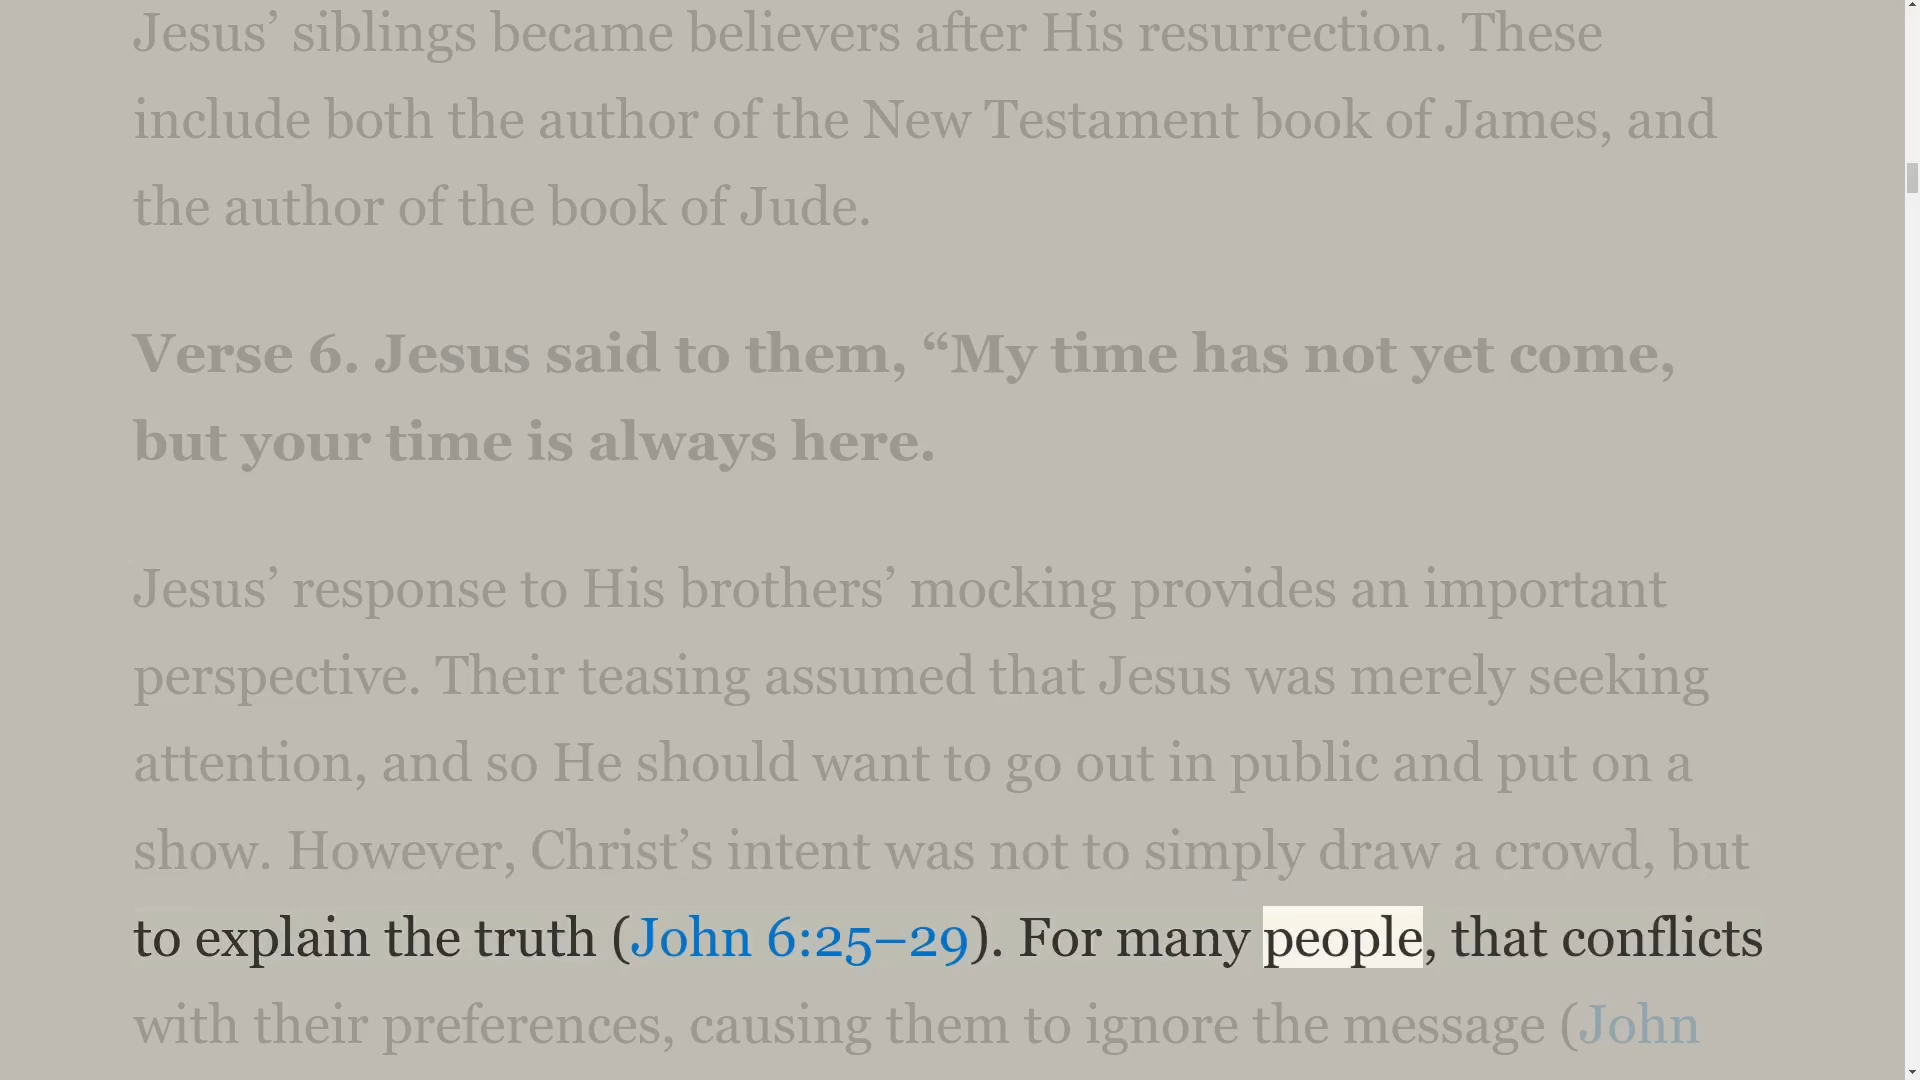 Jesus’ siblings became believers after His resurrection. These
include both the author of the New Testament book of James, and
the author of the book of Jude.
Verse 6. Jesus said to them, “My time has not yet come,
but your time is always here.
Jesus’ response to His brothers’ mocking provides an important
perspective. Their teasing assumed that Jesus was merely seeking
attention, and so He should want to go out in public and put on a
show. However, Christ’s intent was not to simply draw a crowd, but
to explain the truth (John 6:25–29). For many people, that conflicts
with their preferences, causing them to ignore the message (John